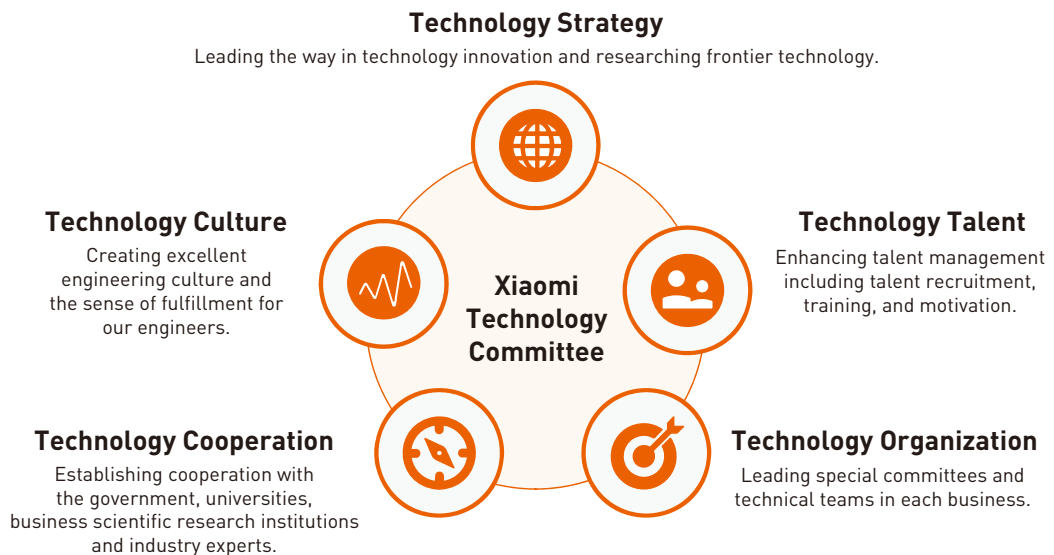 Technology Strategy
Leading the way in technology innovation and researching frontier technology.
Technology Culture
Creating excellent
engineering culture and
the sense of fulfillment for
our engineers.
Technology Talent
Enhancing talent management
including talent recruitment,
training, and motivation.
Xiaomi
Technology
Committee
Technology Cooperation
Establishing cooperation with
the government, universities,
business scientific research institutions
and industry experts.
Technology Organization
Leading special committees and
technical teams in each business.